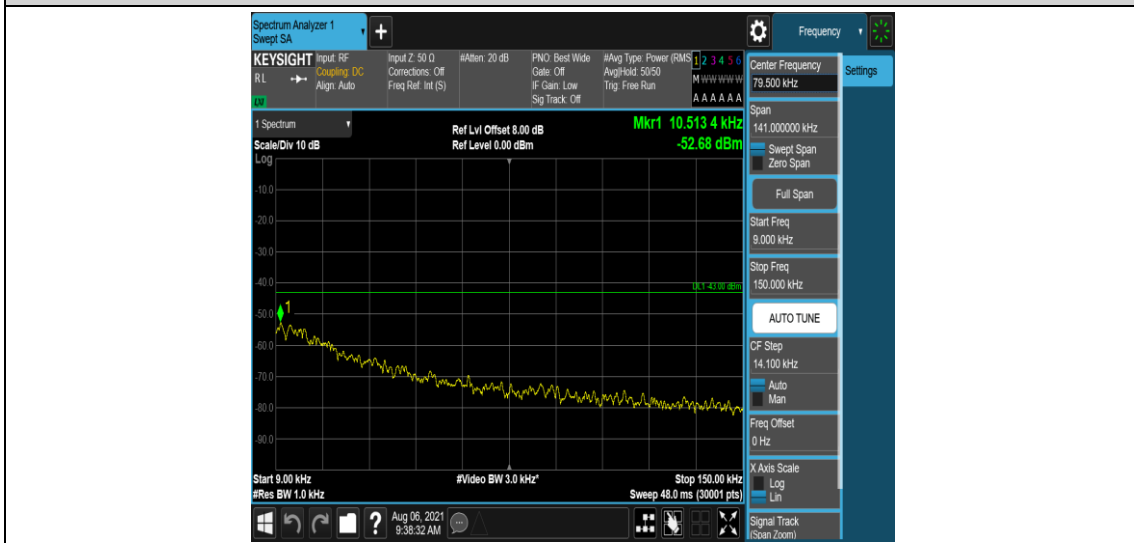 Spectrum Analyzer 1
Swept SA
+
Frequency
KEYSIGHT
RL
LXI
Input: RF
Coupling: DC
Align: Auto
Input Z: 50 Ω
Corrections: Off
Freq Ref: Int (S)
#Atten: 20 dB
PNO: Best Wide
Gate: Off
IF Gain: Low
Sig Track: Off
#Avg Type: Power (RMS
Avg|Hold: 50/50
Trig: Free Run
1 2 3 4 5 6
M W W W W W
A A A A A A
Center Frequency
79.500 kHz
Settings
1 Spectrum
Scale/Div 10 dB
Ref Lvl Offset 8.00 dB
Ref Level 0.00 dBm
Mkr1 10.513 4 kHz
-52.68 dBm
Log
-10.0
-20.0
-30.0
-40.0
-50.0
-60.0
-70.0
-80.0
-90.0
DL1 -43.00 dBm
1
Start 9.00 kHz
#Res BW 1.0 kHz
#Video BW 3.0 kHz*
Stop 150.00 kHz
Sweep 48.0 ms (30001 pts)
Span
141.000000 kHz
Swept Span
Zero Span
Full Span
Start Freq
9.000 kHz
Stop Freq
150.000 kHz
AUTO TUNE
CF Step
14.100 kHz
Auto
Man
Freq Offset
0 Hz
X Axis Scale
Log
Lin
Signal Track
(Span Zoom)
?
Aug 06, 2021
9:38:32 AM